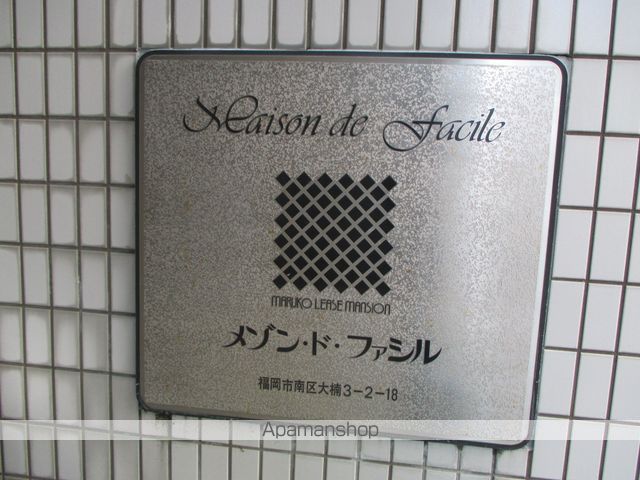 Maison de Facile
MARUKO LEASE MANSION
メゾン・ド・ファシル
福岡市南区大楠3-2-18
Apamanshop